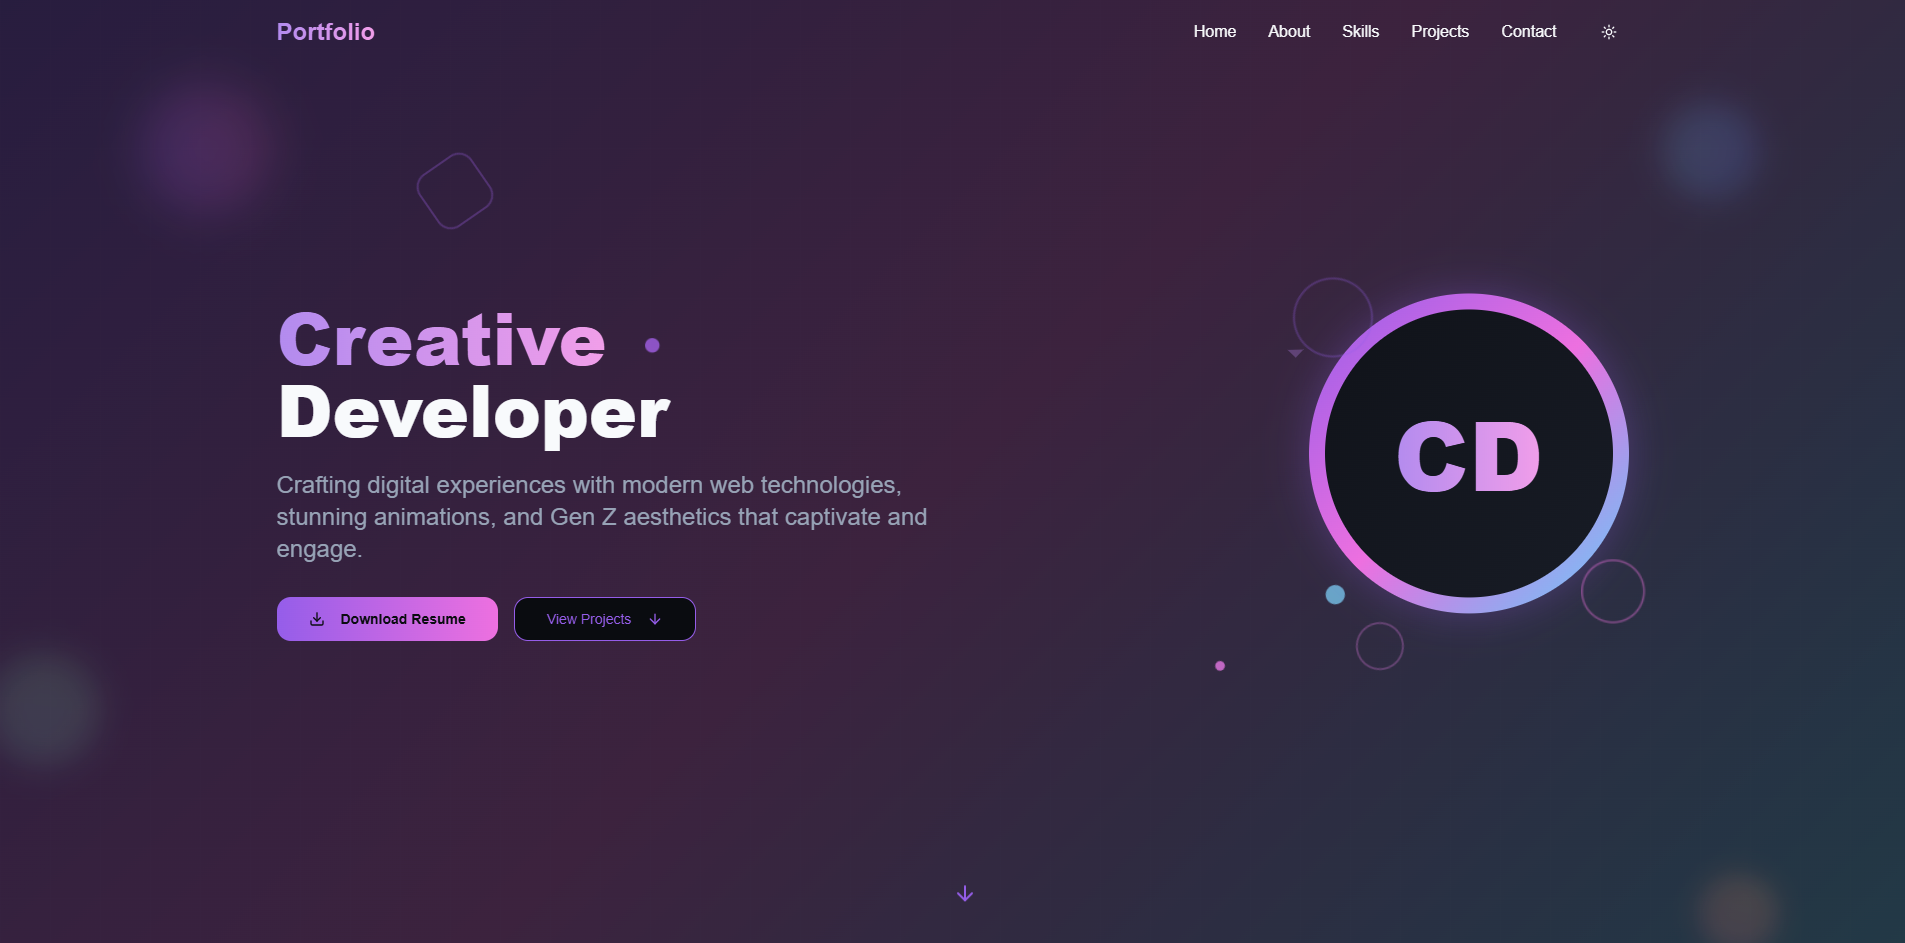 Portfolio
Home About Skills Projects Contact
Creative
Developer
Crafting digital experiences with modern web technologies,
stunning animations, and Gen Z aesthetics that captivate and
engage.
Download Resume
View Projects
CD